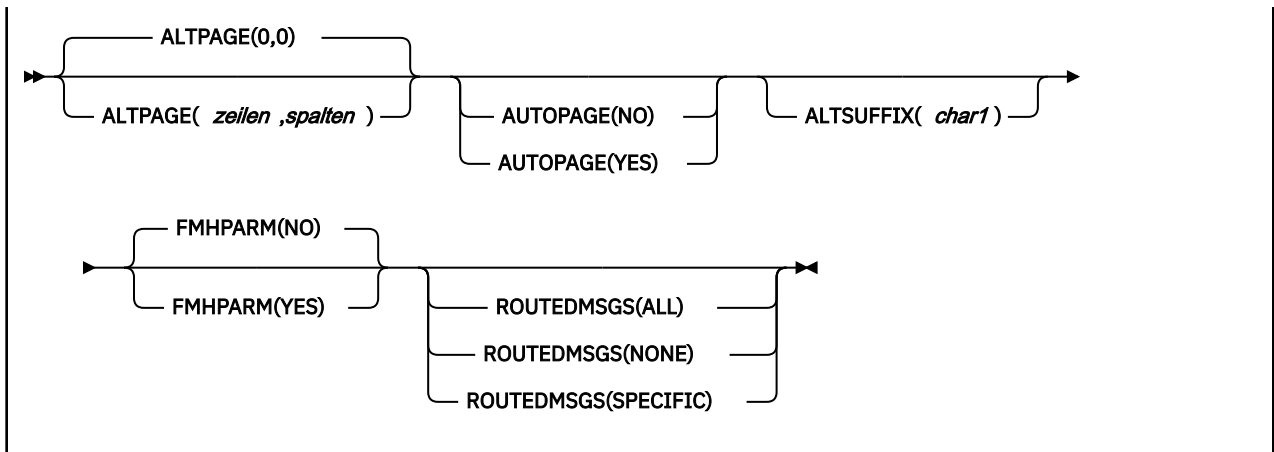 ALTPAGE(0,0)
ALTPAGE( zeilen ,spalten )
AUTOPAGE(NO)
AUTOPAGE(YES)
ALTSUFFIX( char1 )
FMHPARM(NO)
FMHPARM(YES)
ROUTEDMSGS(ALL)
ROUTEDMSGS(NONE)
ROUTEDMSGS(SPECIFIC)